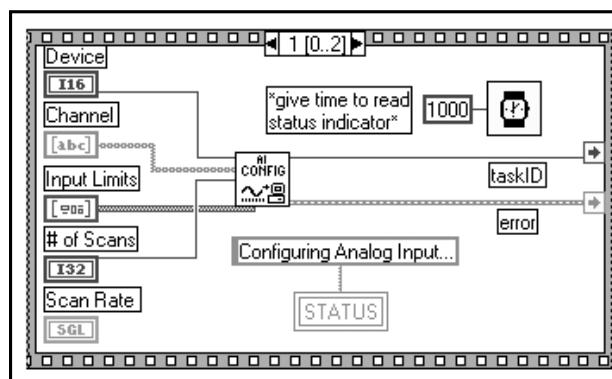 1 [0..2]
Device
I16
*give time to read
status indicator*
1000
Channel
[abc]
AI
CONFIG
Input Limits
taskID
error
# of Scans
I32
Configuring Analog Input...
Scan Rate
SGL
STATUS